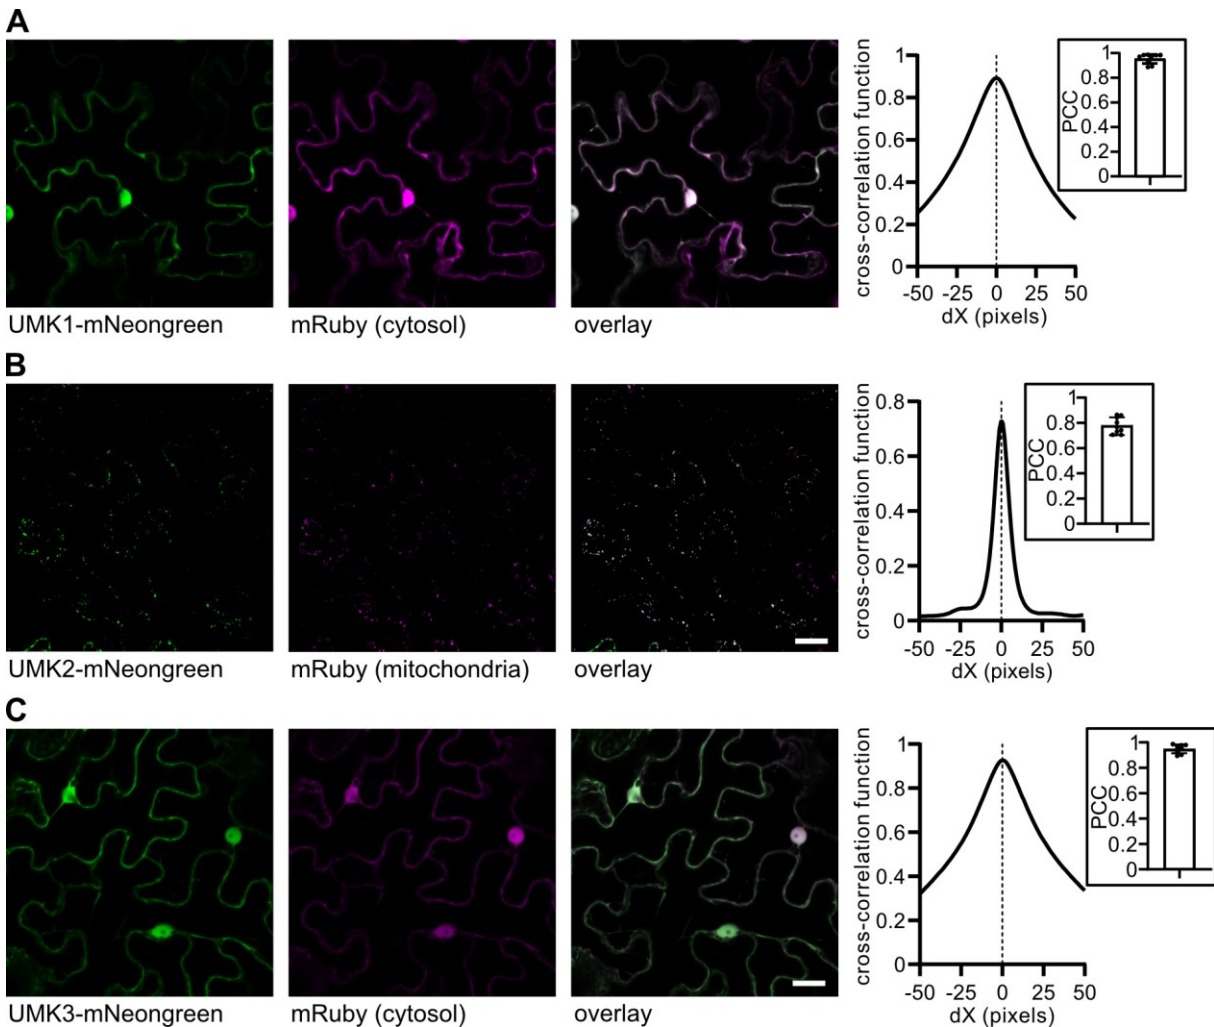 A
UMK1-mNeongreen
mRuby (cytosol)
overlay
cross-correlation function
1
0.8
0.6
0.4
0.2
0
-50 -25 0 25 50
dX (pixels)
PCC
1
0.8
0.6
0.4
0.2
0
B
UMK2-mNeongreen
mRuby (mitochondria)
overlay
cross-correlation function
0.8
0.6
0.4
0.2
0
-50 -25 0 25 50
dX (pixels)
PCC
1
0.8
0.6
0.4
0.2
0
C
UMK3-mNeongreen
mRuby (cytosol)
overlay
cross-correlation function
1
0.8
0.6
0.4
0.2
0
-50 -25 0 25 50
dX (pixels)
PCC
1
0.8
0.6
0.4
0.2
0